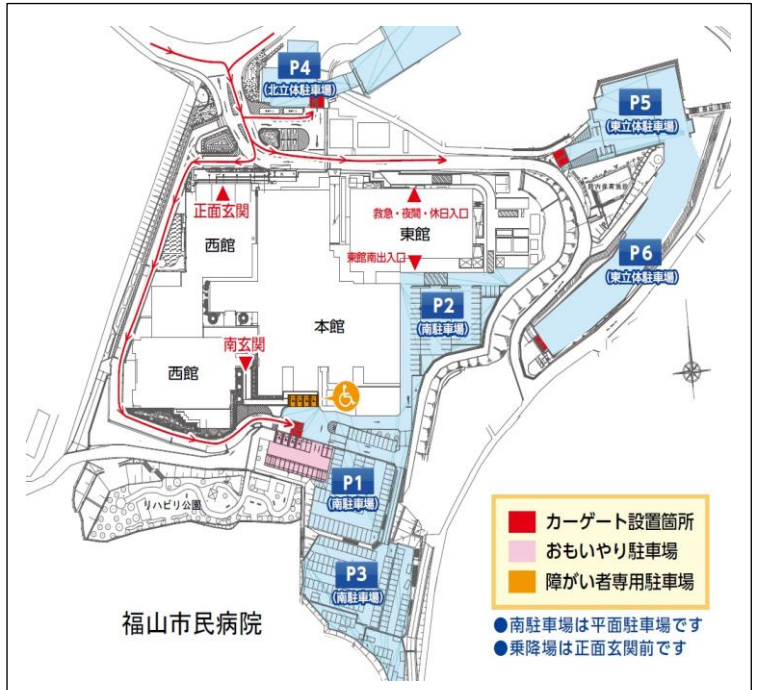 P4
(北立体駐車場)
P5
(東立体駐車場)
正面玄関
西館
救急・夜間・休日入口
東館
東館南出入口
院内保育施設
P6
(東立体駐車場)
P2
(南駐車場)
本館
南玄関
西館
P1
(南駐車場)
リハビリ公園
P3
(南駐車場)
カーゲート設置箇所
おもいやり駐車場
障がい者専用駐車場
福山市民病院
●南駐車場は平面駐車場です
●乗降場は正面玄関前です